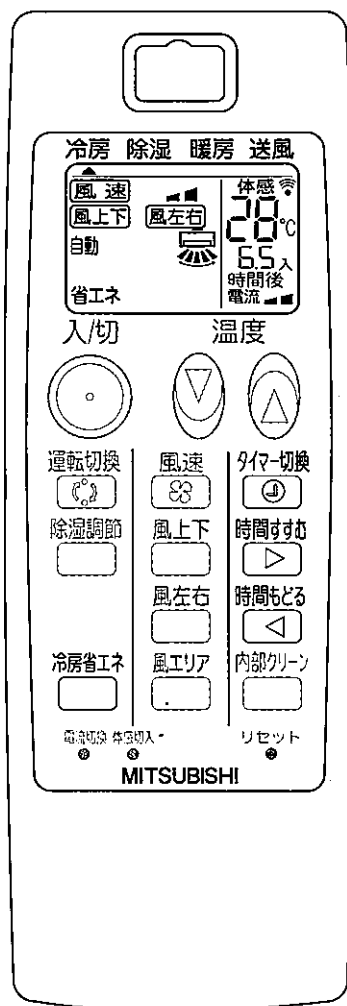 冷房 除湿 暖房 送風
風速 体感
風上下 風左右 28℃
自動 6.5入
時間後
省エネ 電流
入/切 温度
運転切換 風速 タイマー切換
除湿調節 風上下 時間すすむ
風左右 時間もどる
冷房省エネ 風エリア 内部クリーン
電流切換 体感切入 リセット
MITSUBISHI